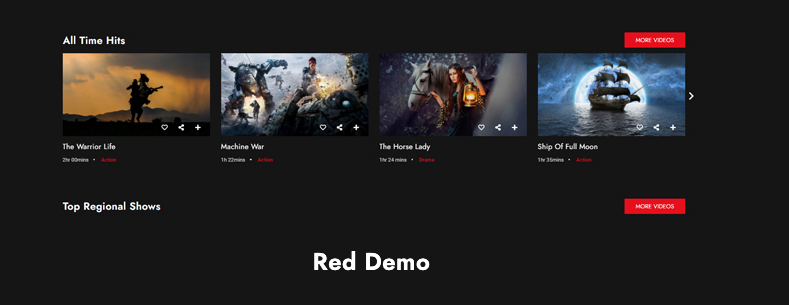 All Time Hits
MORE VIDEOS
The Warrior Life
2hr 00mins • Action
Machine War
1h 22mins • Action
The Horse Lady
1hr 24 mins • Drama
Ship Of Full Moon
1hr 35mins • Action
Top Regional Shows
MORE VIDEOS
Red Demo